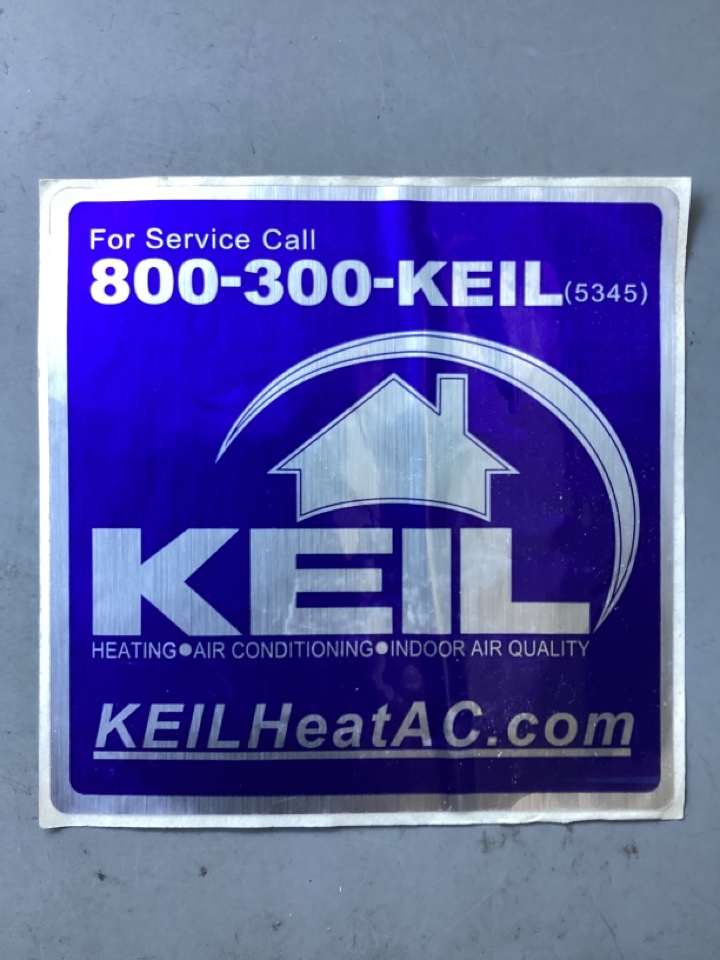 For Service Call
800-300-KEIL(5345)
KEIL
HEATING●AIR CONDITIONING●INDOOR AIR QUALITY
KEILHeatAC.com